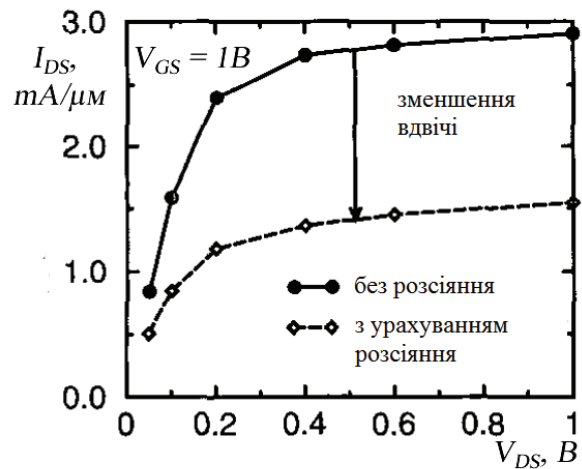 3.0
I_DS,
mA/μм
V_GS = 1В
зменшення
вдвічі
2.0
1.0
без розсіяння
з урахуванням
розсіяння
0.0
0
0.2
0.4
0.6
0.8
1
V_DS, В